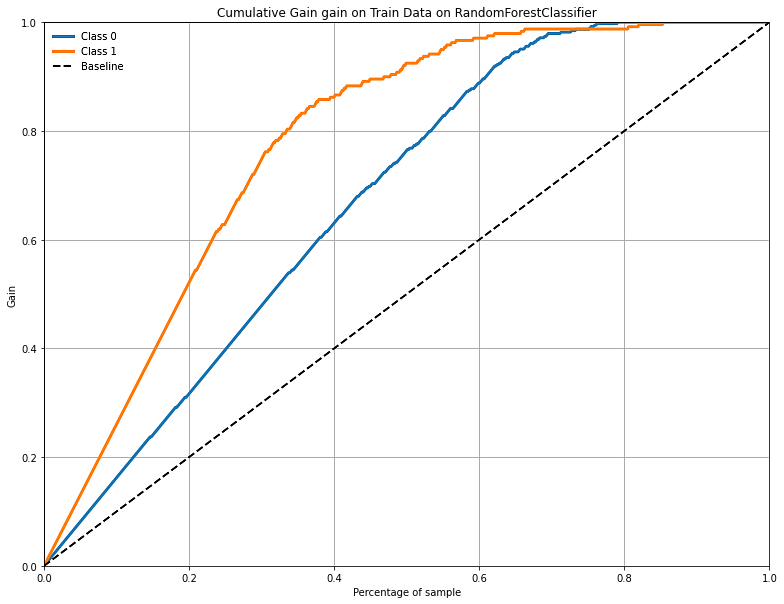 Cumulative Gain gain on Train Data on RandomForestClassifier
Class 0
Class 1
Baseline
1.0
0.8
0.6
0.4
0.2
0.0
Gain
0.0 0.2 0.4 0.6 0.8 1.0
Percentage of sample